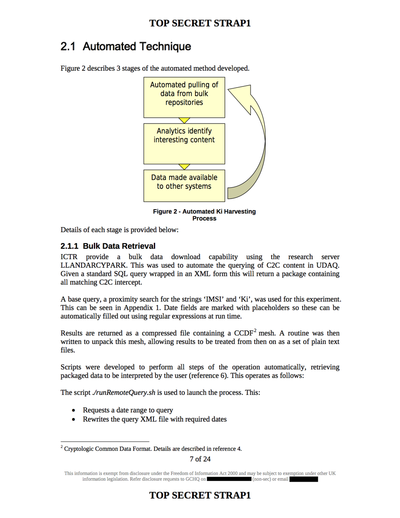 TOP SECRET STRAP1
2.1 Automated Technique
Figure 2 describes 3 stages of the automated method developed.
Automated pulling of
data from bulk
repositories
Analytics identify
interesting content
Data made available
to other systems
Figure 2 - Automated Ki Harvesting
Process
Details of each stage is provided below:
2.1.1 Bulk Data Retrieval
ICTR provide a bulk data download capability using the research server
LLANDARCYPARK. This was used to automate the querying of C2C content in UDAQ.
Given a standard SQL query wrapped in an XML form this will return a package containing
all matching C2C intercept.
A base query, a proximity search for the strings 'IMSI' and 'Ki', was used for this experiment.
This can be seen in Appendix 1. Date fields are marked with placeholders so these can be
automatically filled out using regular expressions at run time.
Results are returned as a compressed file containing a CCDF2 mesh. A routine was then
written to unpack this mesh, allowing results to be treated from then on as a set of plain text
files.
Scripts were developed to perform all steps of the operation automatically, retrieving
packaged data to be interpreted by the user (reference 6). This operates as follows:
The script ./runRemoteQuery.sh is used to launch the process. This:
• Requests a date range to query
• Rewrites the query XML file with required dates
2 Cryptologic Common Data Format. Details are described in reference 4.
7 of 24
This information is exempt from disclosure under the Freedom of Information Act 2000 and may be subject to exemption under other UK
information legislation. Refer disclosure requests to GCHQ on (non-sec) or email
TOP SECRET STRAP1